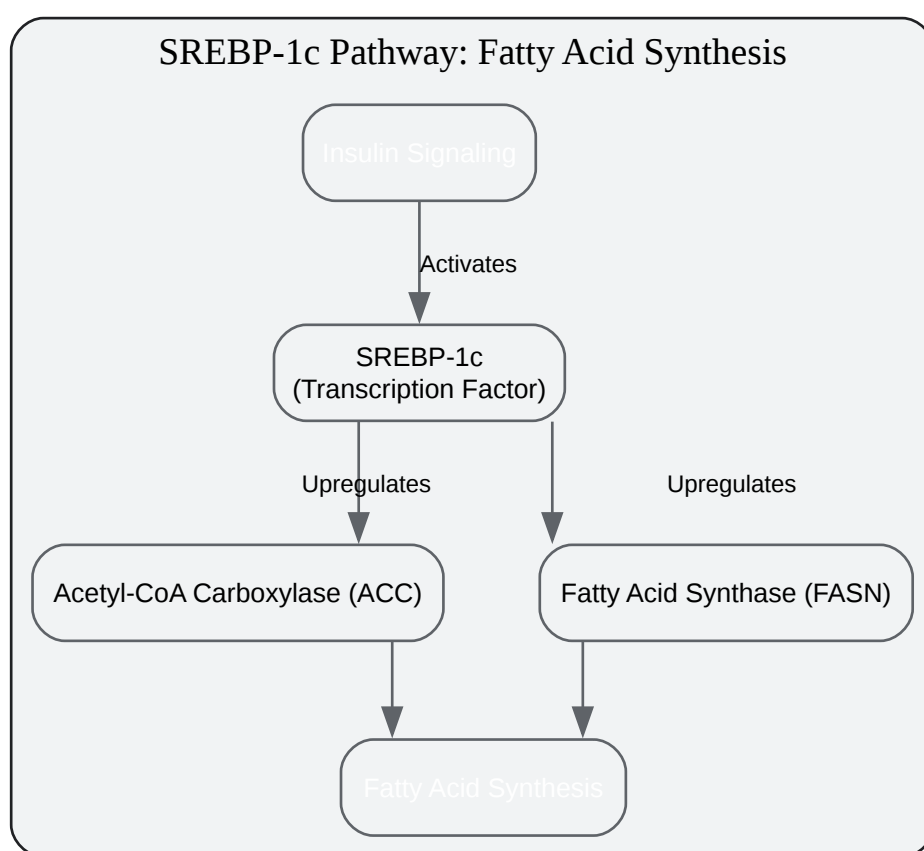 SREBP-1c Pathway: Fatty Acid Synthesis
Insulin Signaling
Activates
SREBP-1c
(Transcription Factor)
Upregulates
Upregulates
Acetyl-CoA Carboxylase (ACC)
Fatty Acid Synthase (FASN)
Fatty Acid Synthesis